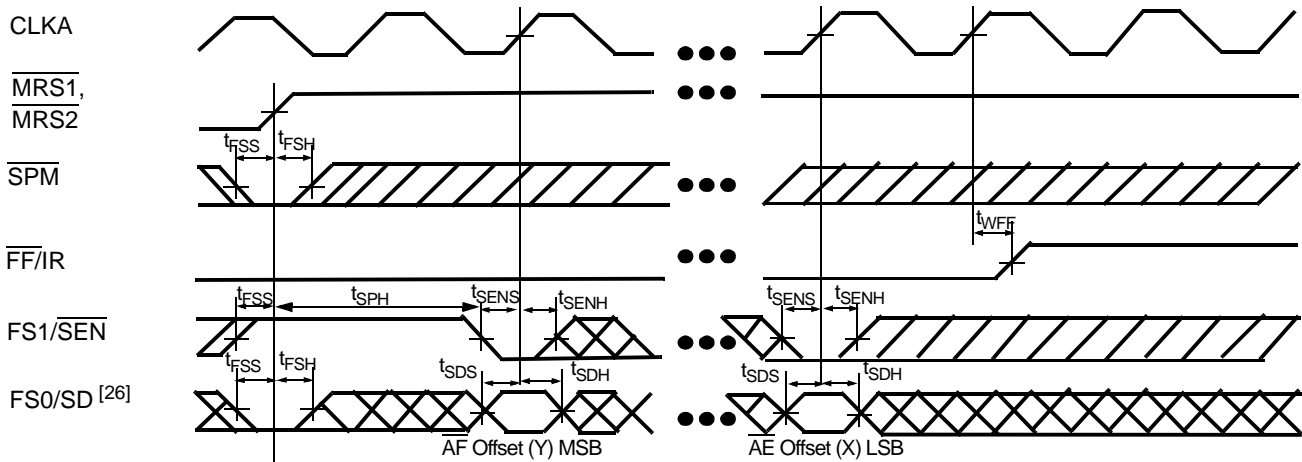 CLKA
MRS1,
MRS2
tFSS tFSH
SPM
tWFF
FF/IR
tFSS tSPH tSENS tSENH tSENS tSENH
FS1/SEN
tFSS tFSH tSDS tSDH tSDS tSDH
FS0/SD [26]
AF Offset (Y) MSB AE Offset (X) LSB